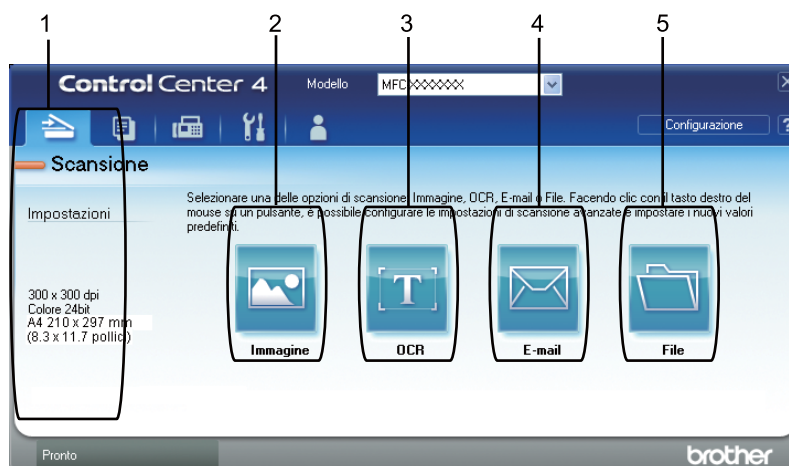 1 2 3 4 5
Control Center 4 Modello MFCXXXXXXX
Configurazione ?
Scansione
Selezionare una delle opzioni di scansione, Immagine, OCR, E-mail o File. Facendo clic con il tasto destro del
mouse su un pulsante, è possibile configurare le impostazioni di scansione avanzate e impostare i nuovi valori
predefiniti.
Impostazioni
300 x 300 dpi
Colore 24bit
A4 210 x 297 mm
(8.3 x 11.7 pollici)
T
Immagine OCR E-mail File
Pronto brother